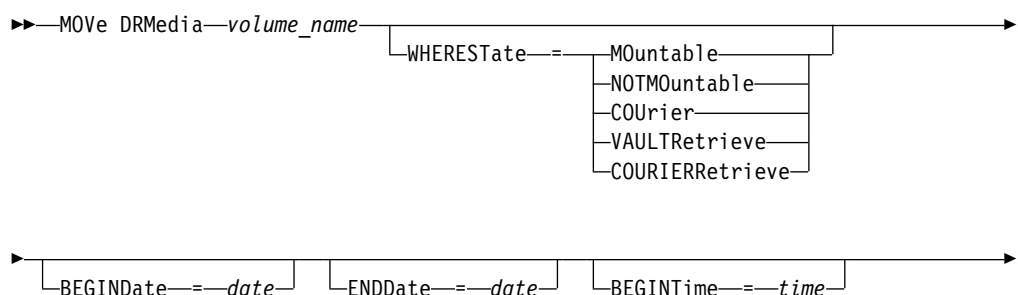 MOVe DRMedia volume_name
WHERESTate = MOuntable
NOTMOuntable
COUrier
VAULTRetrieve
COURIERRetrieve
BEGINDate = date ENDDate = date BEGINTime = time